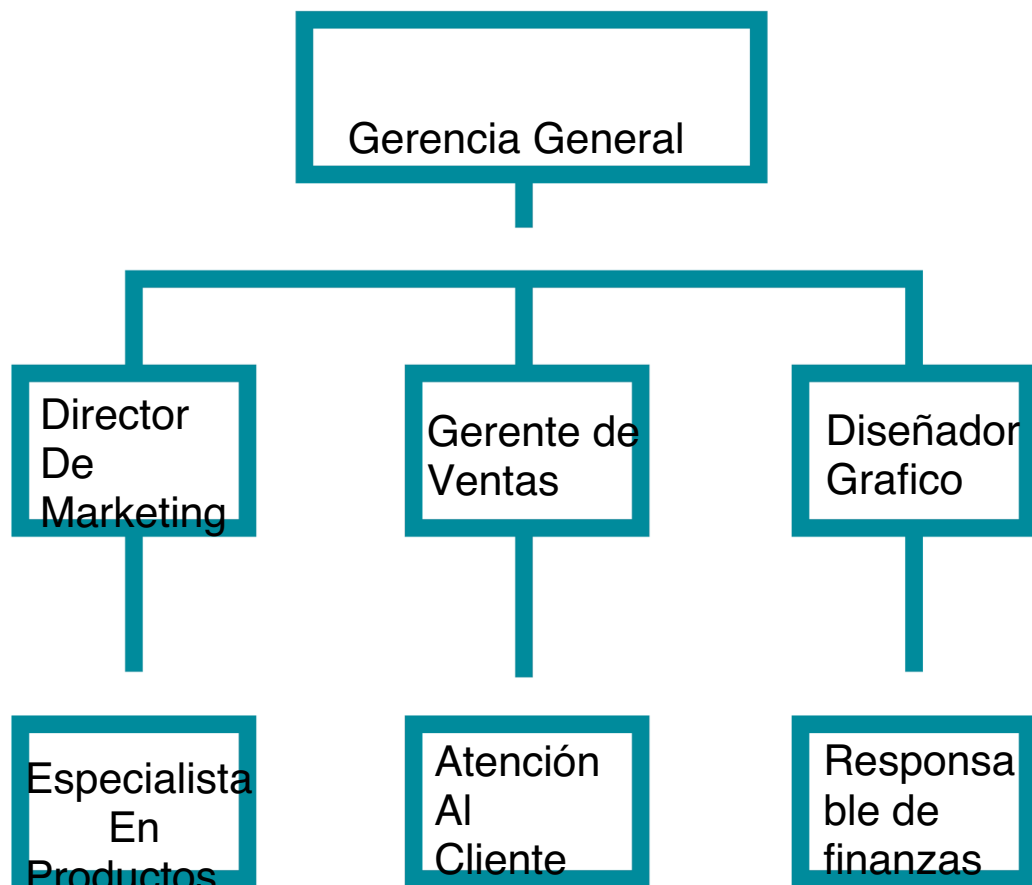 Gerencia General
Director
De
Marketing
Gerente de
Ventas
Diseñador
Grafico
Especialista
En
Productos
Atención
Al
Cliente
Responsa
ble de
finanzas